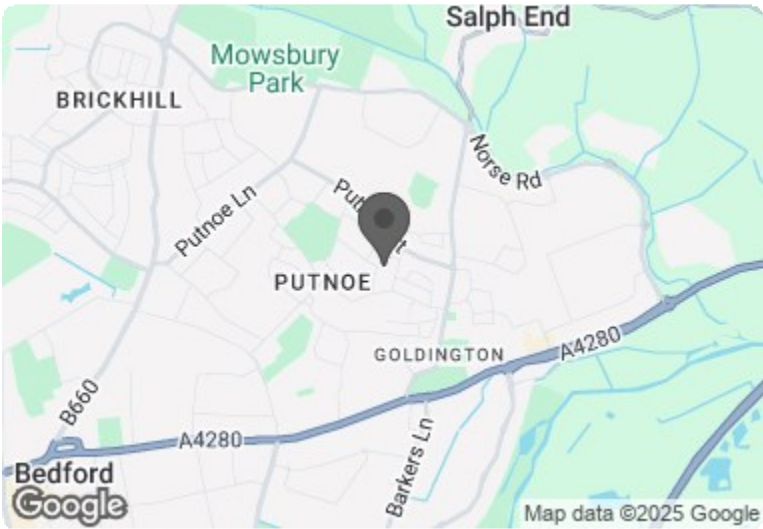 Salph End
Mowsbury
Park
BRICKHILL
Norse Rd
Putnoe Ln
PUTNOE
GOLDINGTON
A4280
B660
A4280
Barkers Ln
Bedford
Google
Map data ©2025 Google